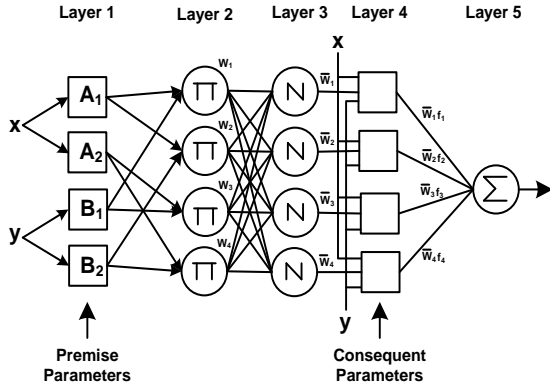 Layer 1 Layer 2 Layer 3 Layer 4 Layer 5
x
W₁
W̅₁
A₁ Π N
W̅₁f₁
x
W₂
W̅₂
A₂ Π N
W̅₂f₂
Σ
W₃
W̅₃
W̅₃f₃
B₁ Π N
y
W₄
W̅₄
W̅₄f₄
B₂ Π N
y
Premise
Parameters
Consequent
Parameters